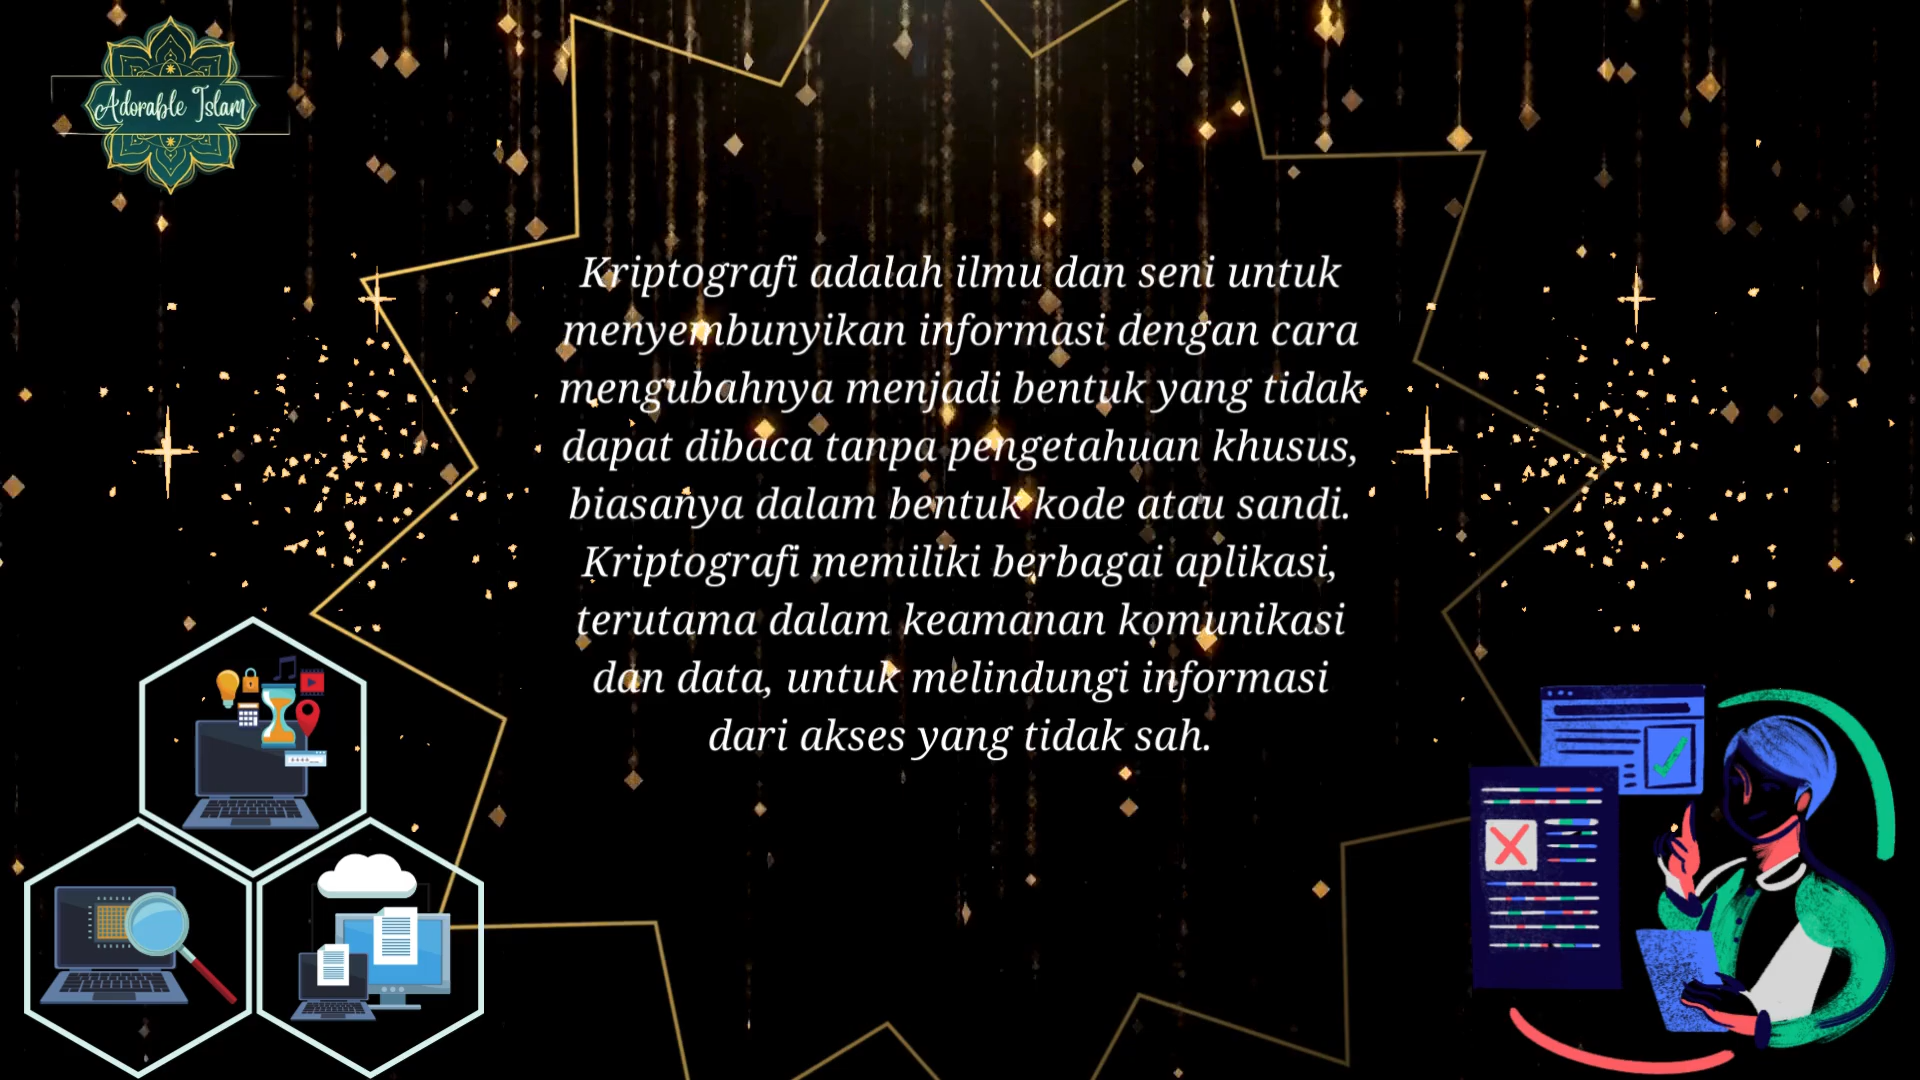 Adorable Islam
Kriptografi adalah ilmu dan seni untuk
menyembunyikan informasi dengan cara
mengubahnya menjadi bentuk yang tidak
dapat dibaca tanpa pengetahuan khusus,
biasanya dalam bentuk kode atau sandi.
Kriptografi memiliki berbagai aplikasi,
terutama dalam keamanan komunikasi
dan data, untuk melindungi informasi
dari akses yang tidak sah.